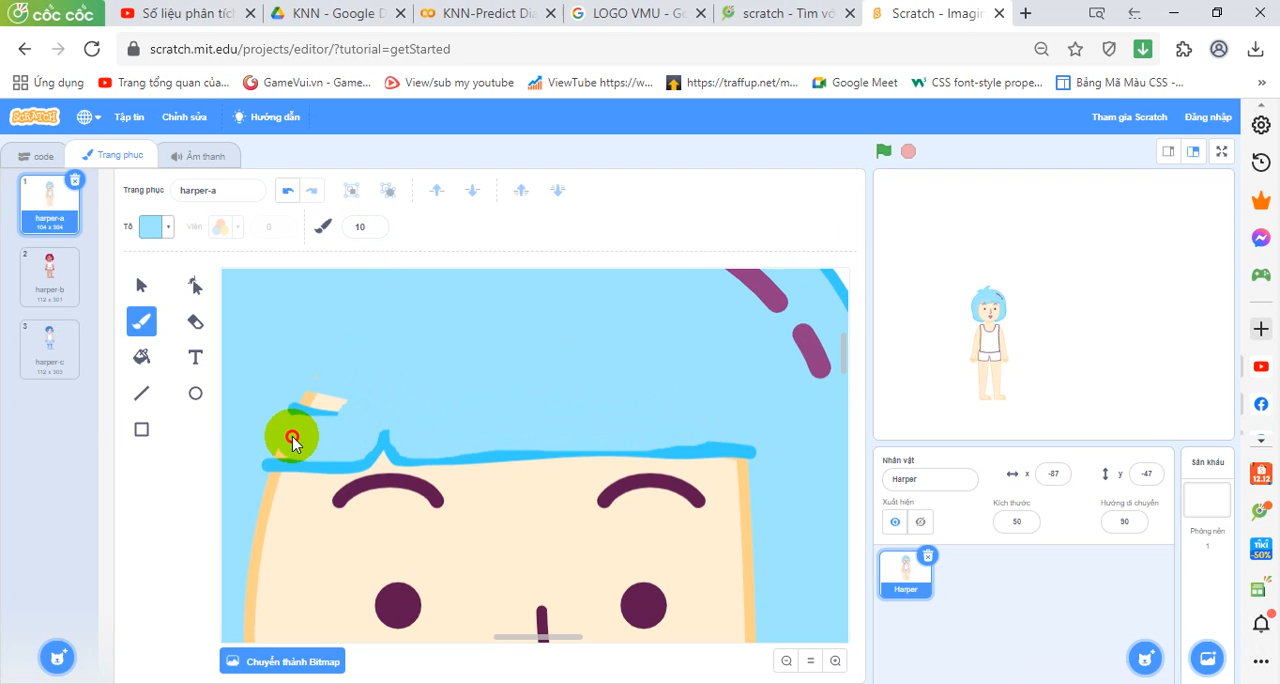 CỐC CỐC
Số liệu phân tíc
KNN - Google D
KNN-Predict Dia
LOGO VMU - Go
scratch - Tìm vớ
Scratch - Imagin
scratch.mit.edu/projects/editor/?tutorial=getStarted
Ứng dụng
Trang tổng quan của...
GameVui.vn - Game...
View/sub my youtube
ViewTube https://w...
https://traffup.net/m...
Google Meet
CSS font-style prope...
Bảng Mã Màu CSS -...
SCRATCH
Tập tin
Chỉnh sửa
Hướng dẫn
Tham gia Scratch
Đăng nhập
code
Trang phục
Âm thanh
1
harper-a
104 x 304
2
harper-b
112 x 301
3
harper-c
112 x 303
Trang phục
harper-a
Tô
Viền
0
10
Chuyển thành Bitmap
Nhân vật
Harper
x
-87
y
-47
Xuất hiện
Kích thước
50
Hướng di chuyển
90
Harper
Sân khấu
Phông nền
1
12.12
TIKI
-50%